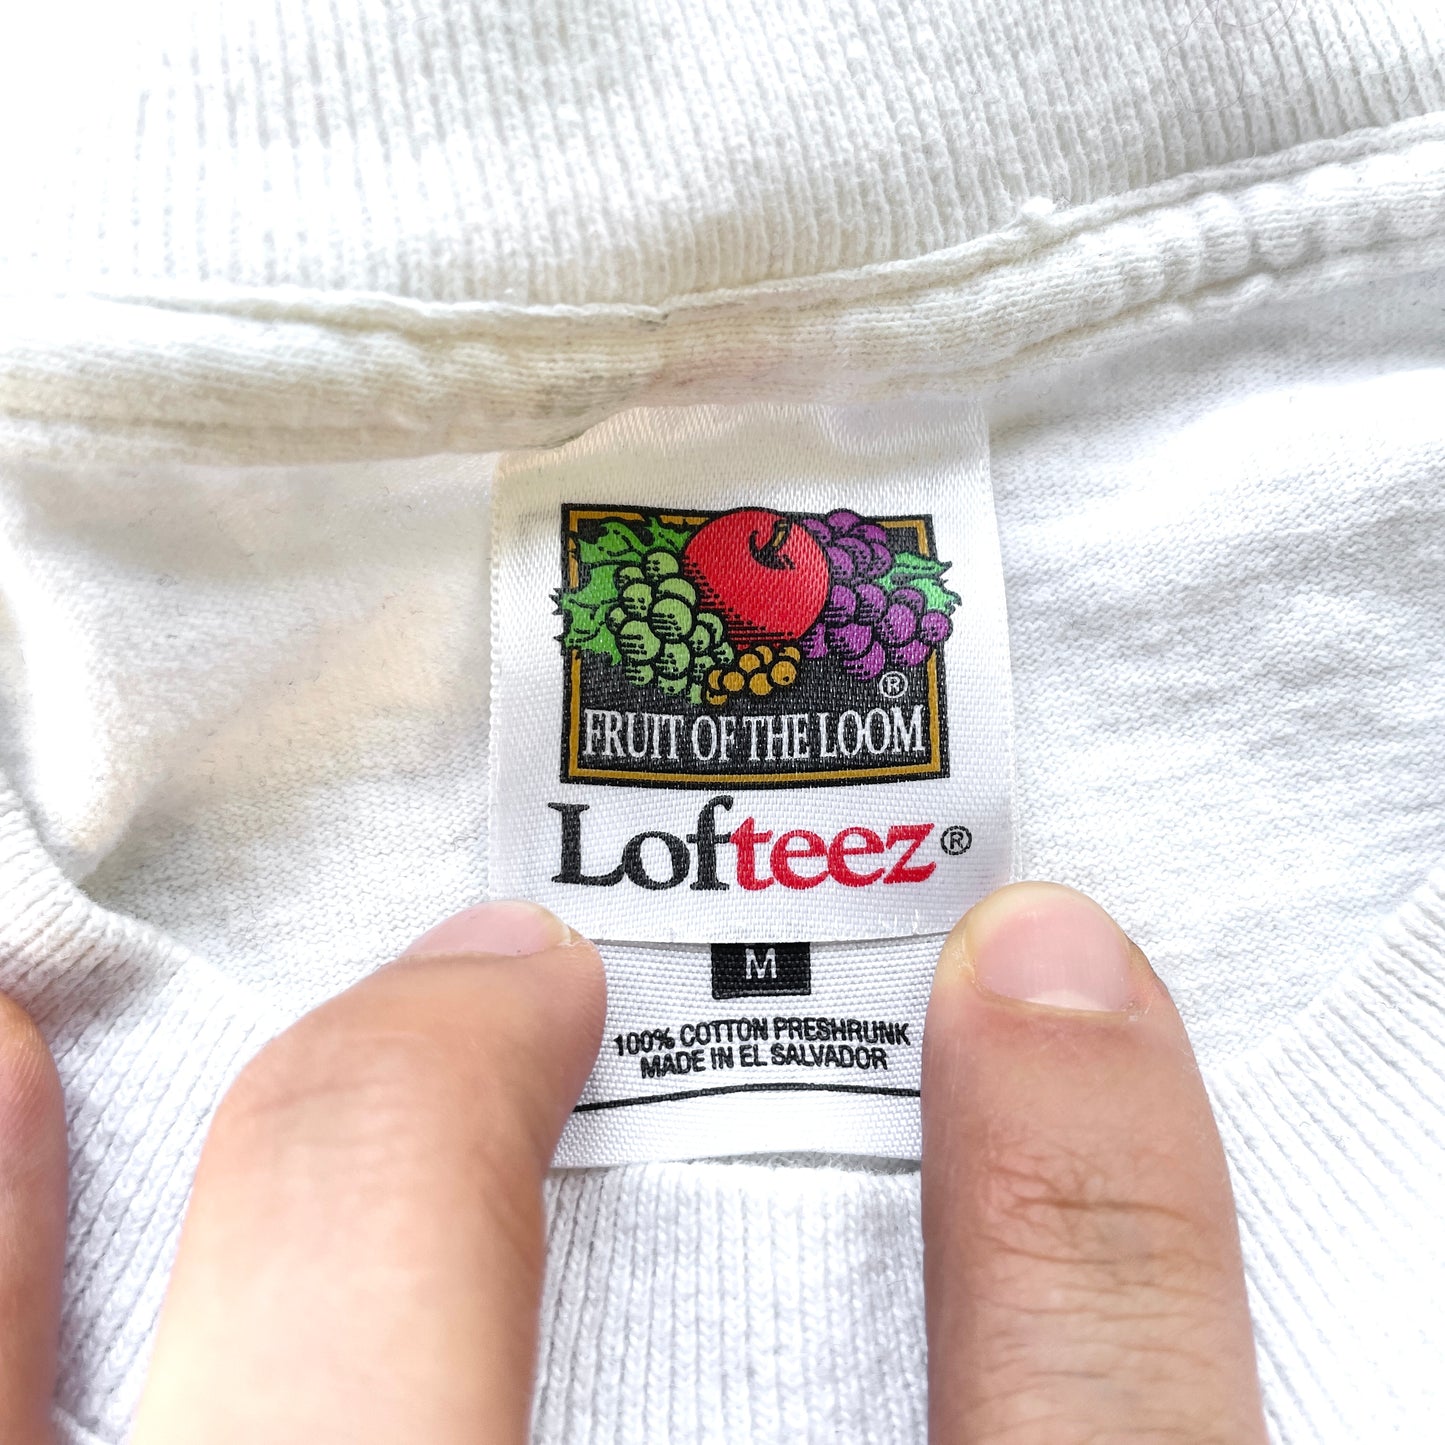 ®
FRUIT OF THE LOOM
Lofteez®
M
100% COTTON PRESHRUNK
MADE IN EL SALVADOR